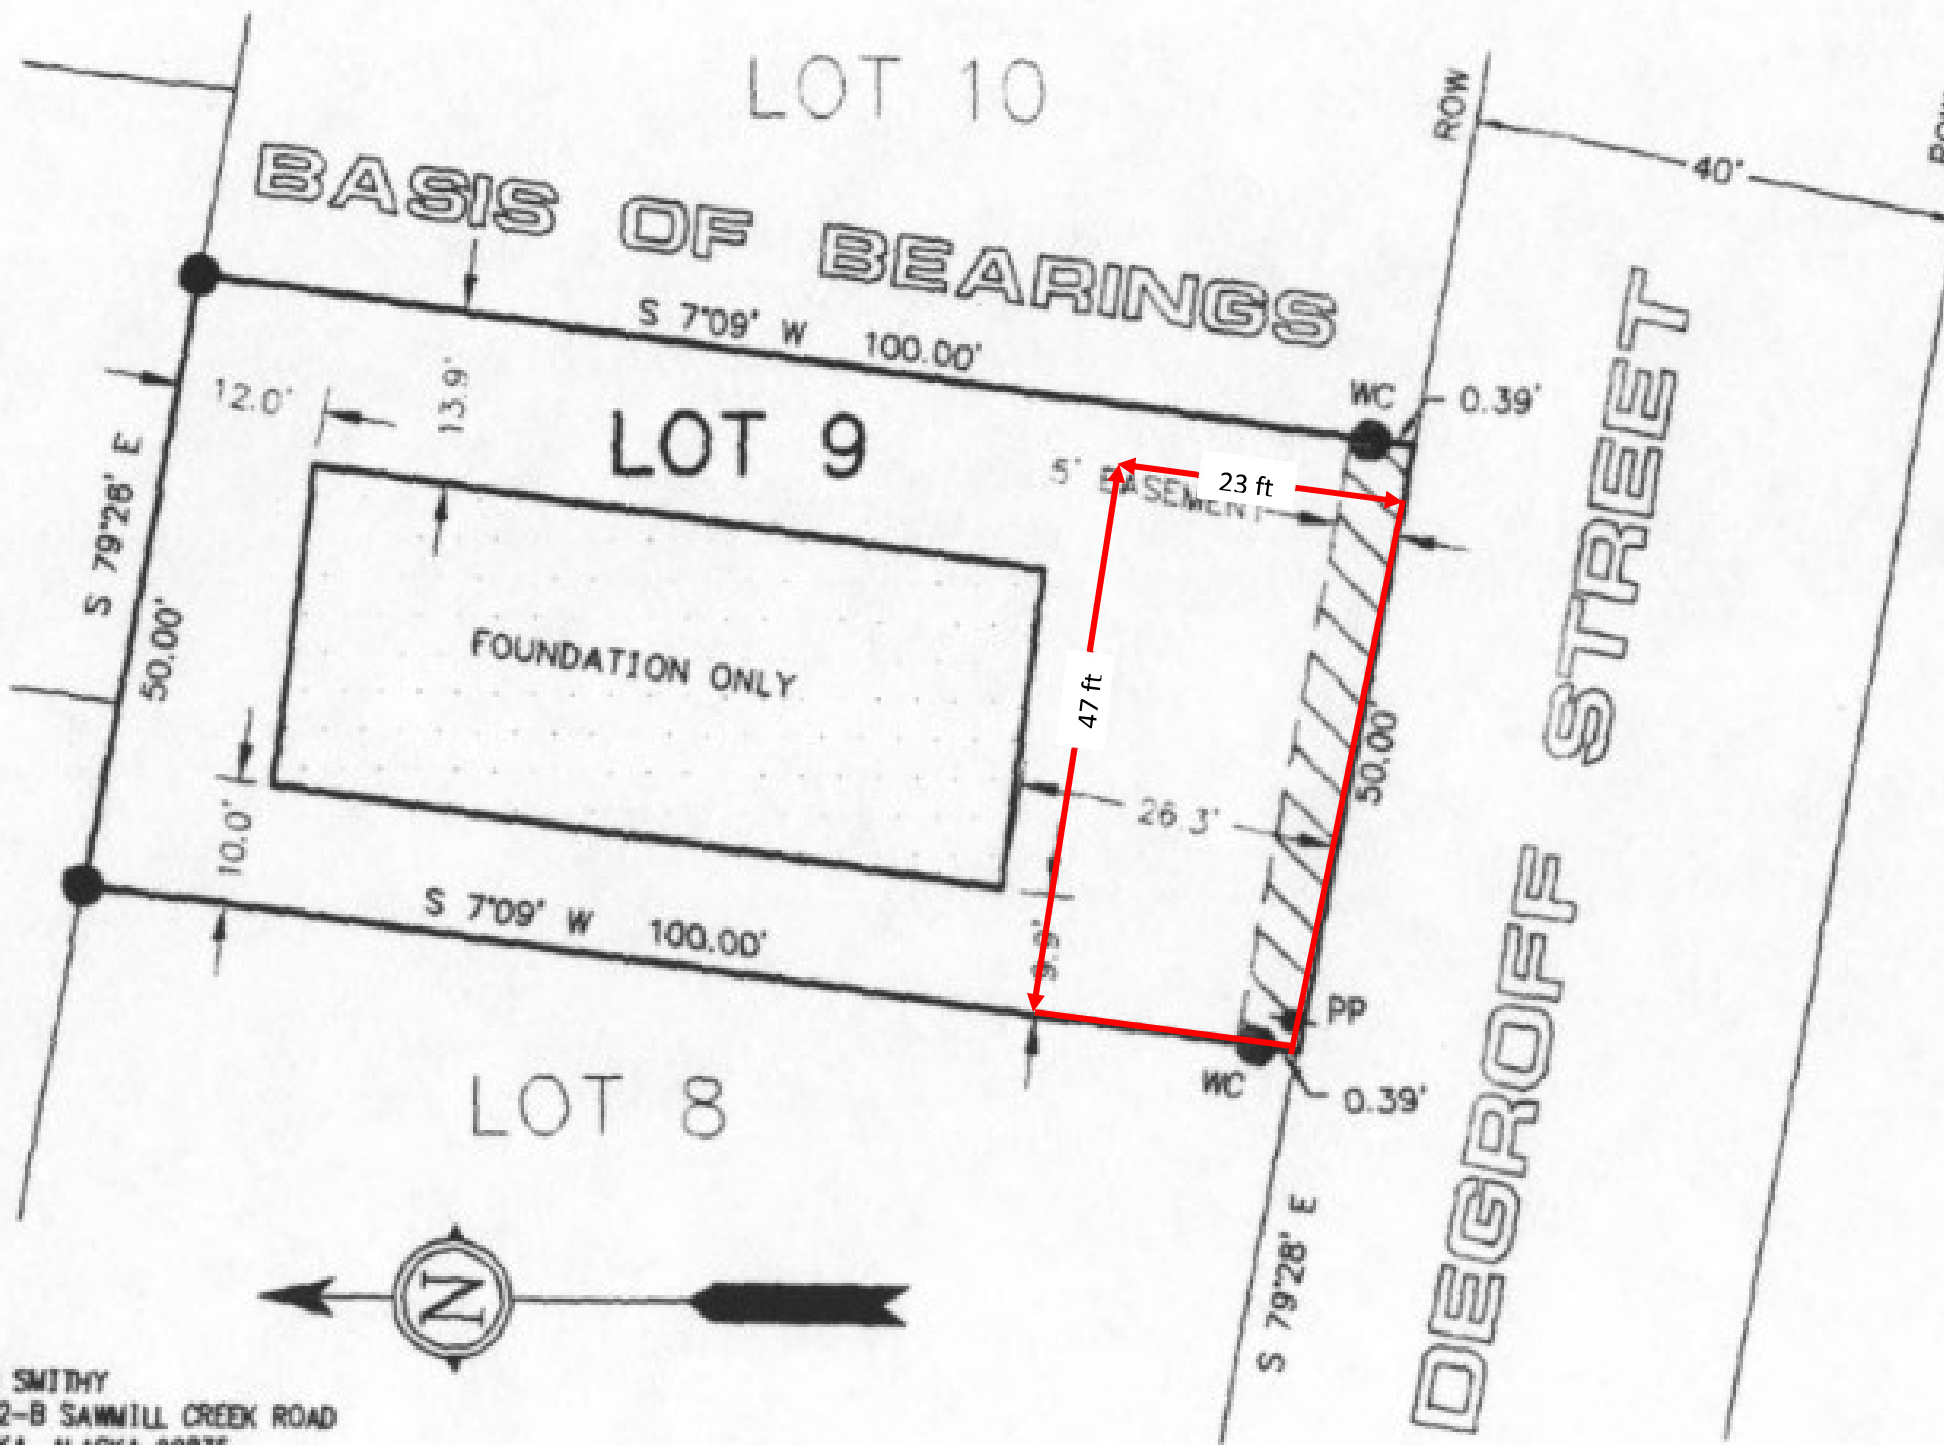 LOT 10
ROW
40'
BASIS OF BEARINGS
S 7°09' W 100.00'
WC
0.39'
12.0'
13.9'
LOT 9
5' EASEMENT
23 ft
S 79°28' E
50.00'
FOUNDATION ONLY
47 ft
50.00'
26.3'
10.0'
9.9'
S 7°09' W 100.00'
PP
WC
0.39'
LOT 8
DEGROFF STREET
S 79°28' E
N
SMITHY
2-B SAWMILL CREEK ROAD